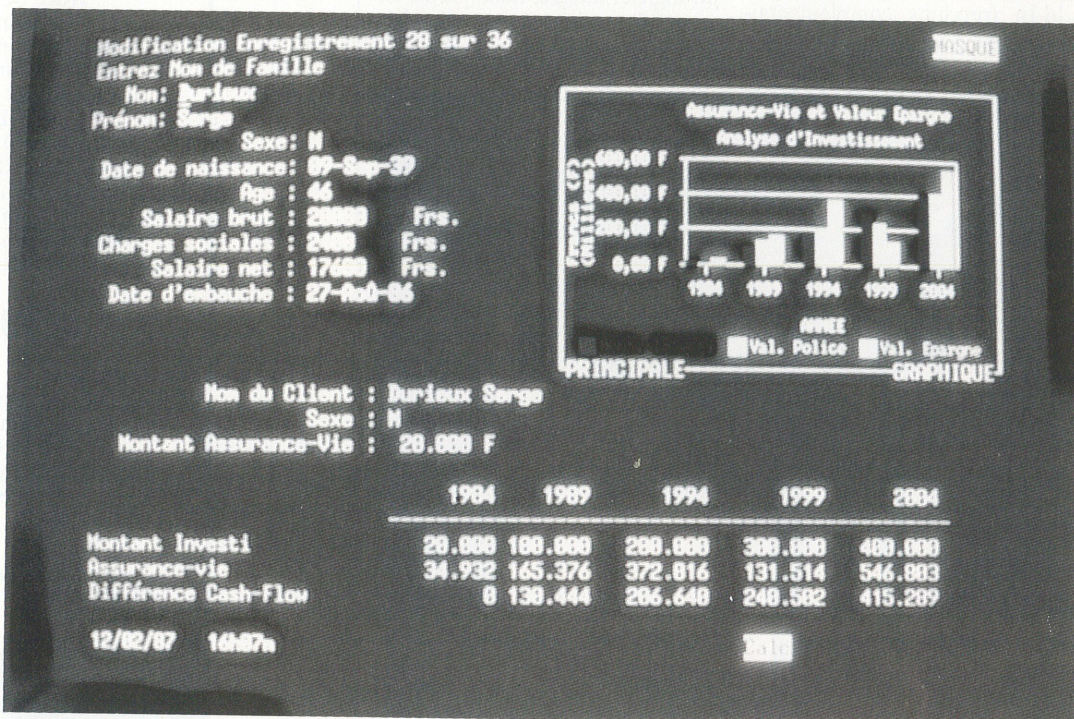 Modification Enregistrement 28 sur 36
MASQUE
Entrez Nom de Famille
Nom: Durieux
Prénom: Serge
Sexe: M
Date de naissance: 09-Sep-39
Age : 46
Salaire brut : 20000 Frs.
Charges sociales : 2400 Frs.
Salaire net : 17600 Frs.
Date d'embauche : 27-Aoû-86
Assurance-Vie et Valeur Epargne
Analyse d'Investissement
Francs (F)
(Milliers)
600,00 F
400,00 F
200,00 F
0,00 F
1984 1989 1994 1999 2004
ANNEE
Val. Police Val. Epargne
PRINCIPALE GRAPHIQUE
Nom du Client : Durieux Serge
Sexe : M
Montant Assurance-Vie : 20.000 F
1984 1989 1994 1999 2004
Montant Investi 20.000 100.000 200.000 300.000 400.000
Assurance-vie 34.932 165.376 372.016 131.514 546.803
Différence Cash-Flow 0 130.444 206.640 240.502 415.289
12/02/87 16h07m
Calc